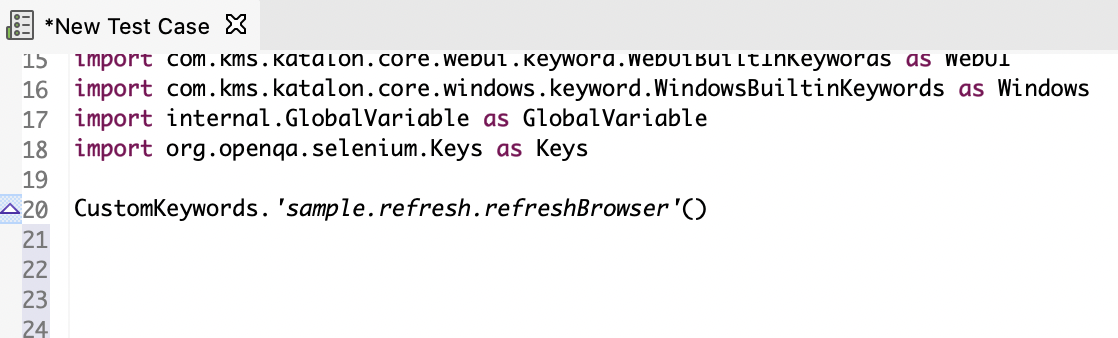 *New Test Case
15 import com.kms.katalon.core.webui.keyword.WebUiBuiltInKeywords as WebUI
16 import com.kms.katalon.core.windows.keyword.WindowsBuiltinKeywords as Windows
17 import internal.GlobalVariable as GlobalVariable
18 import org.openqa.selenium.Keys as Keys
19
20 CustomKeywords.'sample.refresh.refreshBrowser'()
21
22
23
24